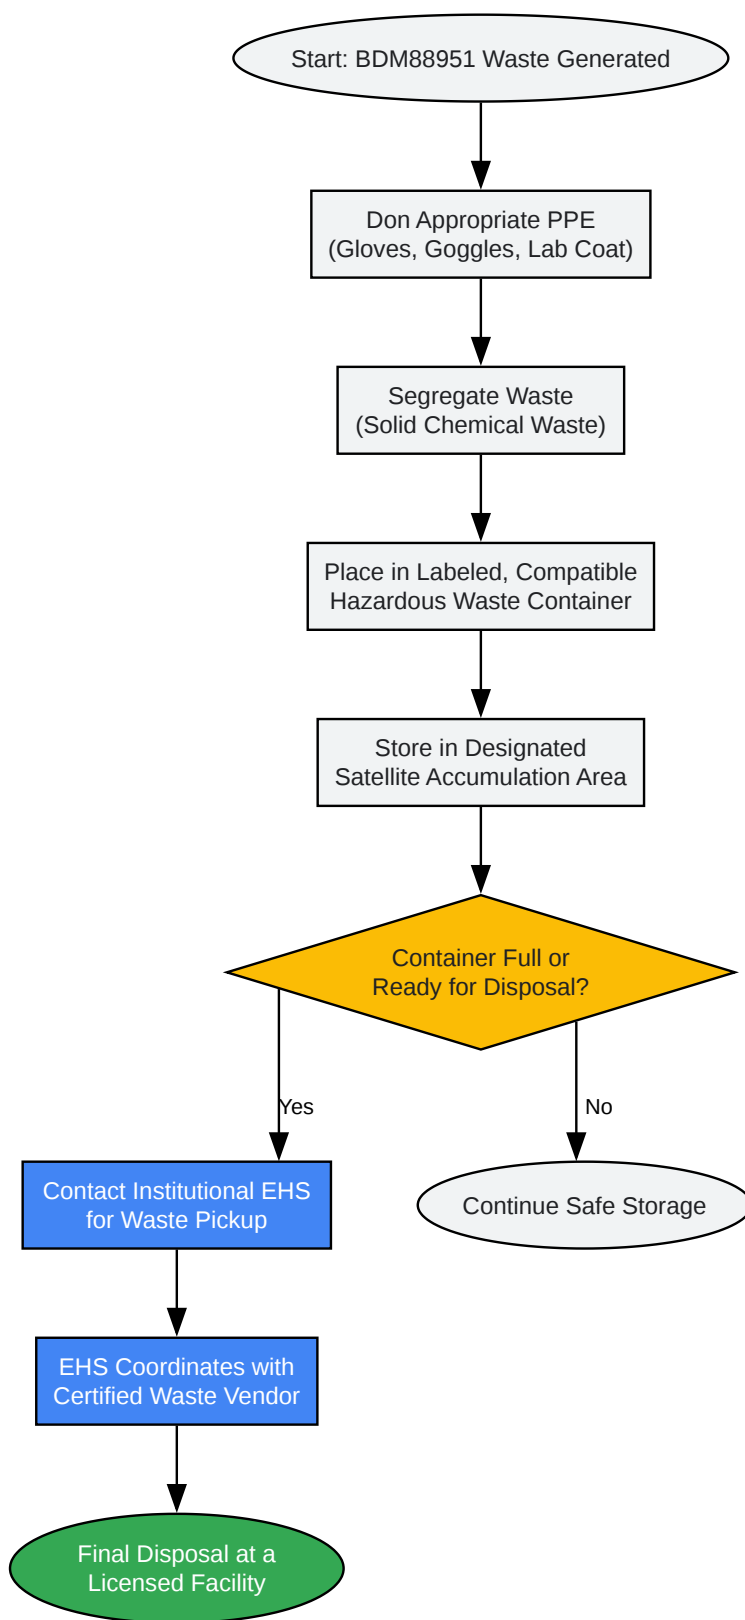 Start: BDM88951 Waste Generated
Don Appropriate PPE
(Gloves, Goggles, Lab Coat)
Segregate Waste
(Solid Chemical Waste)
Place in Labeled, Compatible
Hazardous Waste Container
Store in Designated
Satellite Accumulation Area
Container Full or
Ready for Disposal?
Yes
No
Contact Institutional EHS
for Waste Pickup
Continue Safe Storage
EHS Coordinates with
Certified Waste Vendor
Final Disposal at a
Licensed Facility